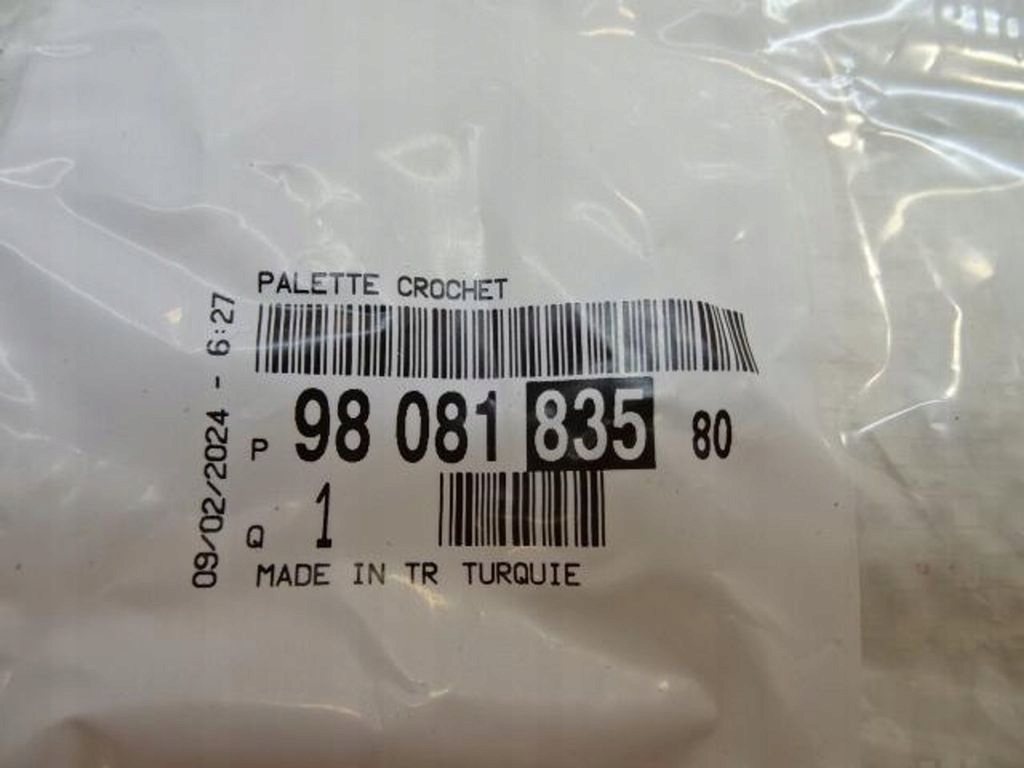 PALETTE CROCHET
P 98 081 835 80
Q 1
MADE IN TR TURQUIE
09/02/2024 - 6:27